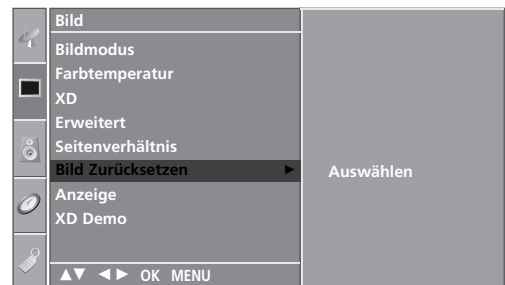 Bild
Bildmodus
Farbtemperatur
XD
Erweitert
Seitenverhältnis
Bild Zurücksetzen ►
Auswählen
Anzeige
XD Demo
▲▼ ◄► OK MENU